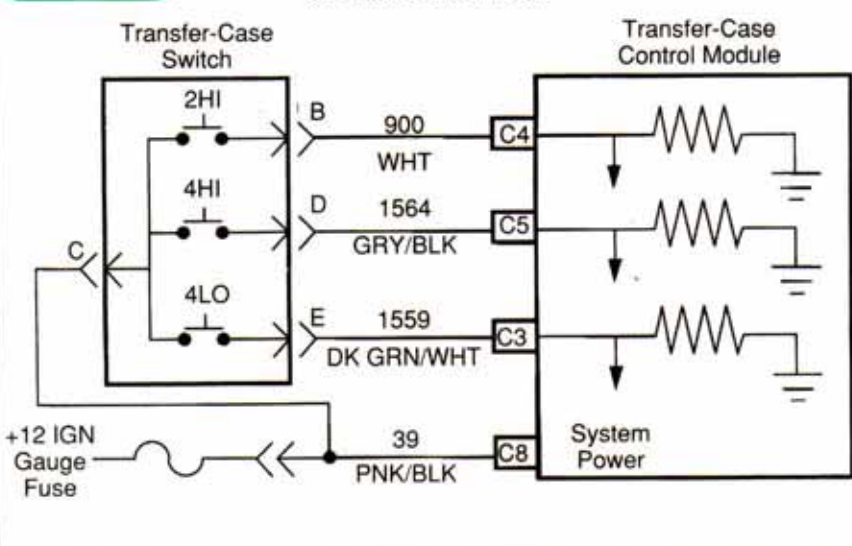 Transfer-Case
Switch
Transfer-Case
Control Module
2HI
B
900
WHT
C4
4HI
D
1564
GRY/BLK
C5
C
4LO
E
1559
DK GRN/WHT
C3
+12 IGN
Gauge
Fuse
39
PNK/BLK
C8
System
Power